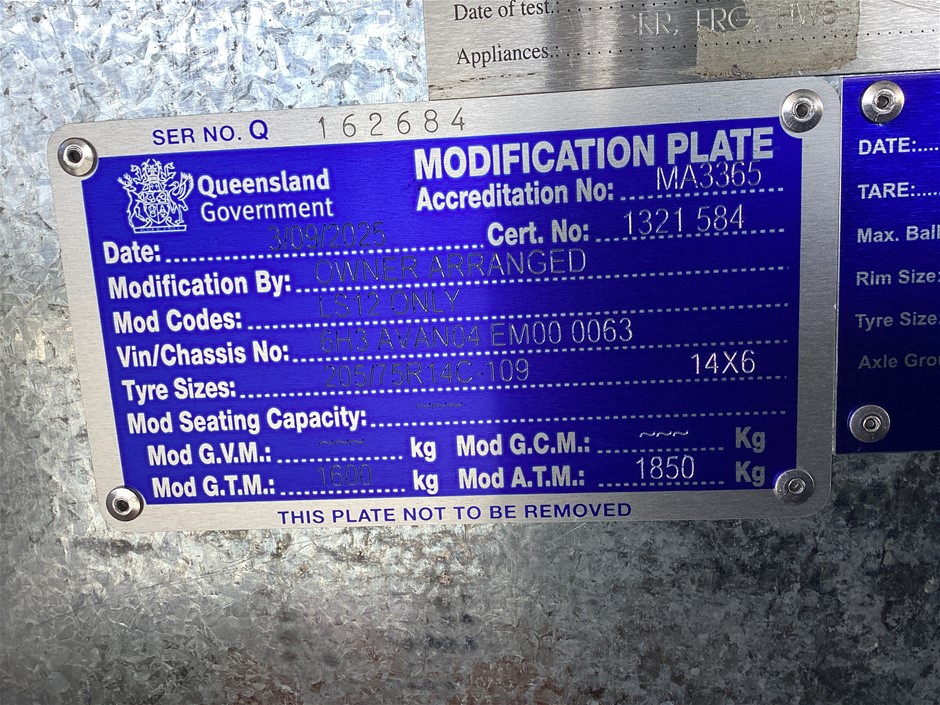 Date of test..
Appliances.. CKR, FRG, HWS
SER NO. Q 162684
MODIFICATION PLATE
Queensland
Government
Accreditation No: MA3365
Date: 3/09/2025 Cert. No: 1321 584
Modification By: OWNER ARRANGED
Mod Codes: LS12 ONLY
Vin/Chassis No: 6H3 AVAN04 EM00 0063
Tyre Sizes: 205/75R14C 109 14X6
Mod Seating Capacity: ~~~
Mod G.V.M.: ~~~ kg Mod G.C.M.: ~~~ Kg
Mod G.T.M.: 1600 kg Mod A.T.M.: 1850 Kg
THIS PLATE NOT TO BE REMOVED
DATE:....
TARE:....
Max. Ball
Rim Size:
Tyre Size
Axle Gro